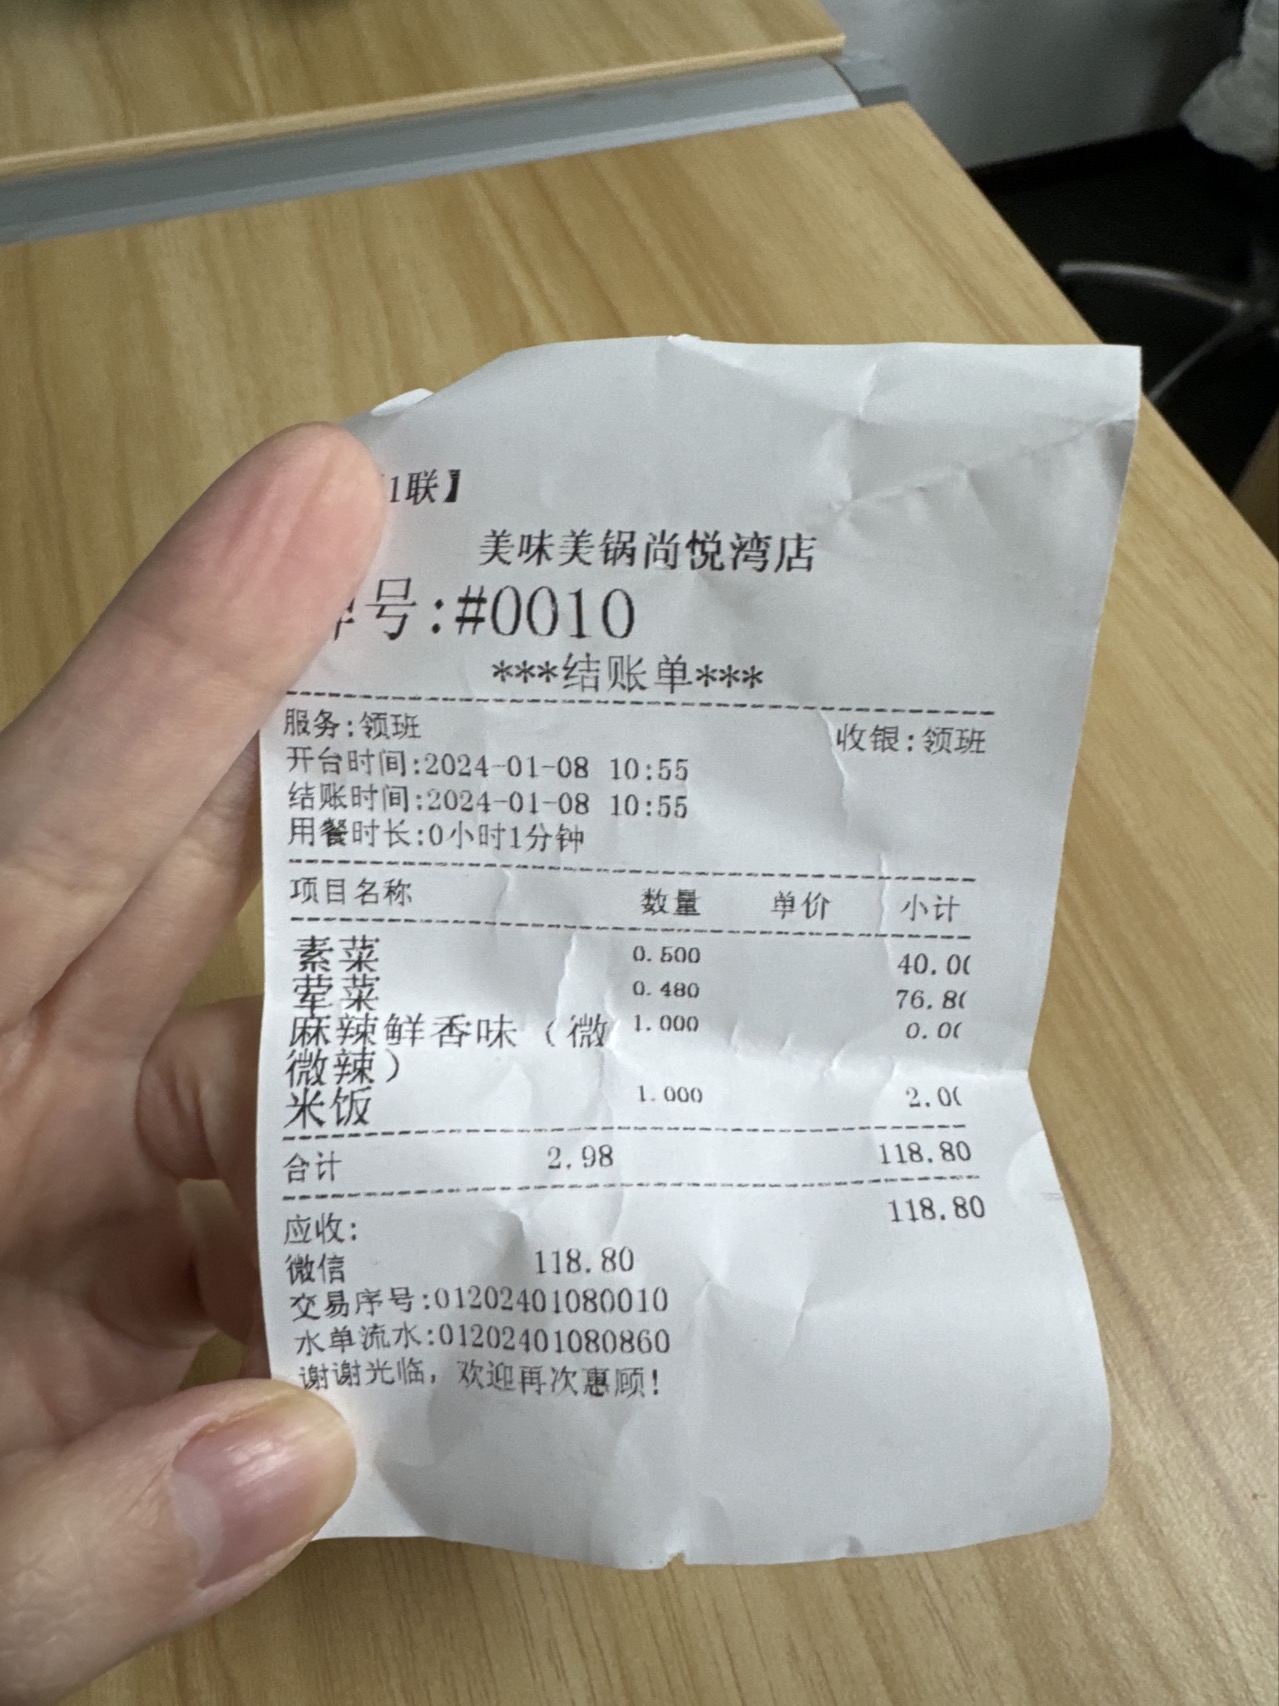 1联】
美味美锅尚悦湾店
号:#0010
***结账单***
服务:领班 收银:领班
开台时间:2024-01-08 10:55
结账时间:2024-01-08 10:55
用餐时长:0小时1分钟
项目名称 数量 单价 小计
素菜 0.500 40.0
荤菜 0.480 76.8
麻辣鲜香味（微 1.000 0.0
微辣）
米饭 1.000 2.0
合计 2.98 118.80
应收: 118.80
微信 118.80
交易序号:01202401080010
水单流水:01202401080860
谢谢光临，欢迎再次惠顾!